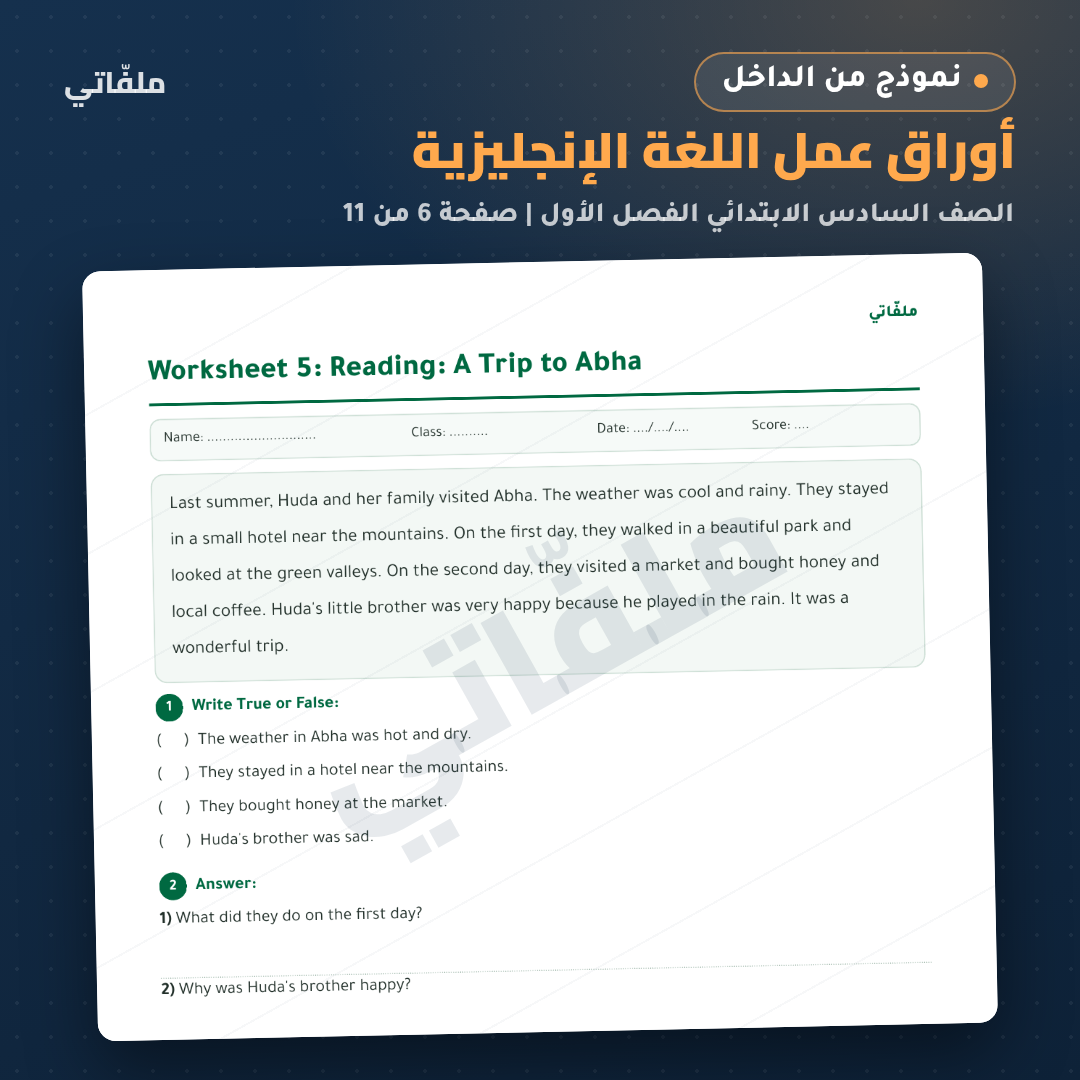 ملفّاتي
نموذج من الداخل
أوراق عمل اللغة الإنجليزية
الصف السادس الابتدائي الفصل الأول | صفحة 6 من 11
ملفّاتي
Worksheet 5: Reading: A Trip to Abha
Name: ............................ Class: .......... Date: ..../..../.... Score: ....
Last summer, Huda and her family visited Abha. The weather was cool and rainy. They stayed
in a small hotel near the mountains. On the first day, they walked in a beautiful park and
looked at the green valleys. On the second day, they visited a market and bought honey and
local coffee. Huda's little brother was very happy because he played in the rain. It was a
wonderful trip.
ملفّاتي
1 Write True or False:
( ) The weather in Abha was hot and dry.
( ) They stayed in a hotel near the mountains.
( ) They bought honey at the market.
( ) Huda's brother was sad.
2 Answer:
1) What did they do on the first day?
2) Why was Huda's brother happy?